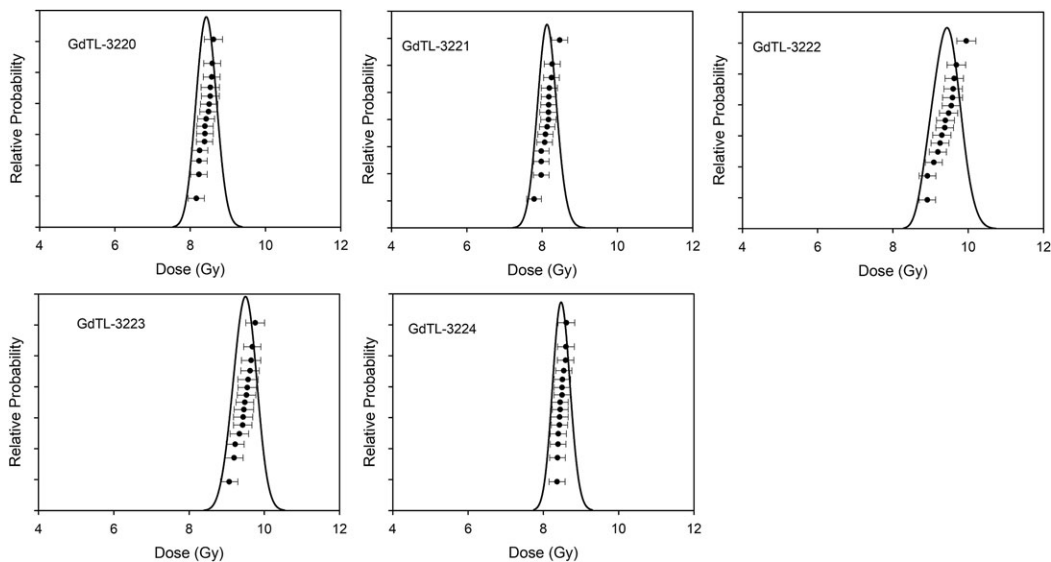 GdTL-3220
Relative Probability
4 6 8 10 12
Dose (Gy)
GdTL-3221
Relative Probability
4 6 8 10 12
Dose (Gy)
GdTL-3222
Relative Probability
4 6 8 10 12
Dose (Gy)
GdTL-3223
Relative Probability
4 6 8 10 12
Dose (Gy)
GdTL-3224
Relative Probability
4 6 8 10 12
Dose (Gy)